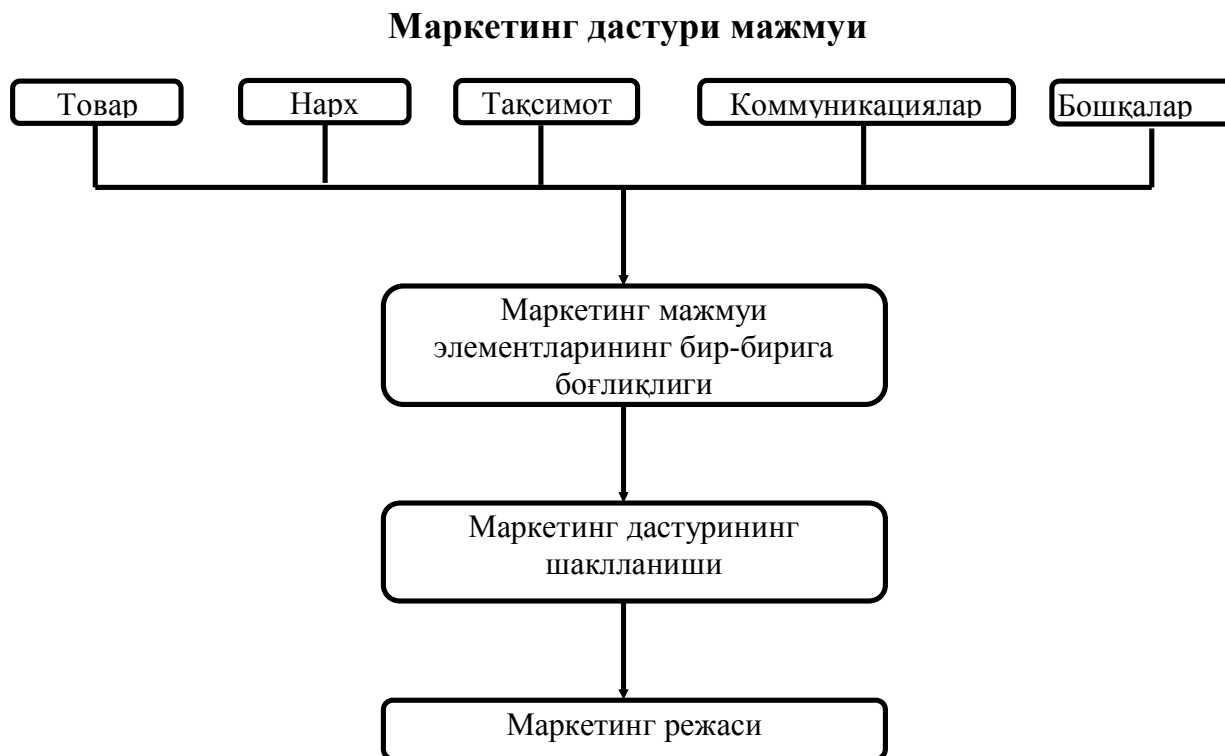 Маркетинг дастури мажмуи
Товар
Нарх
Тақсимот
Коммуникациялар
Бошқалар
Маркетинг мажмуи
элементларининг бир-бирига
боғлиқлиги
Маркетинг дастурининг
шаклланиши
Маркетинг режаси